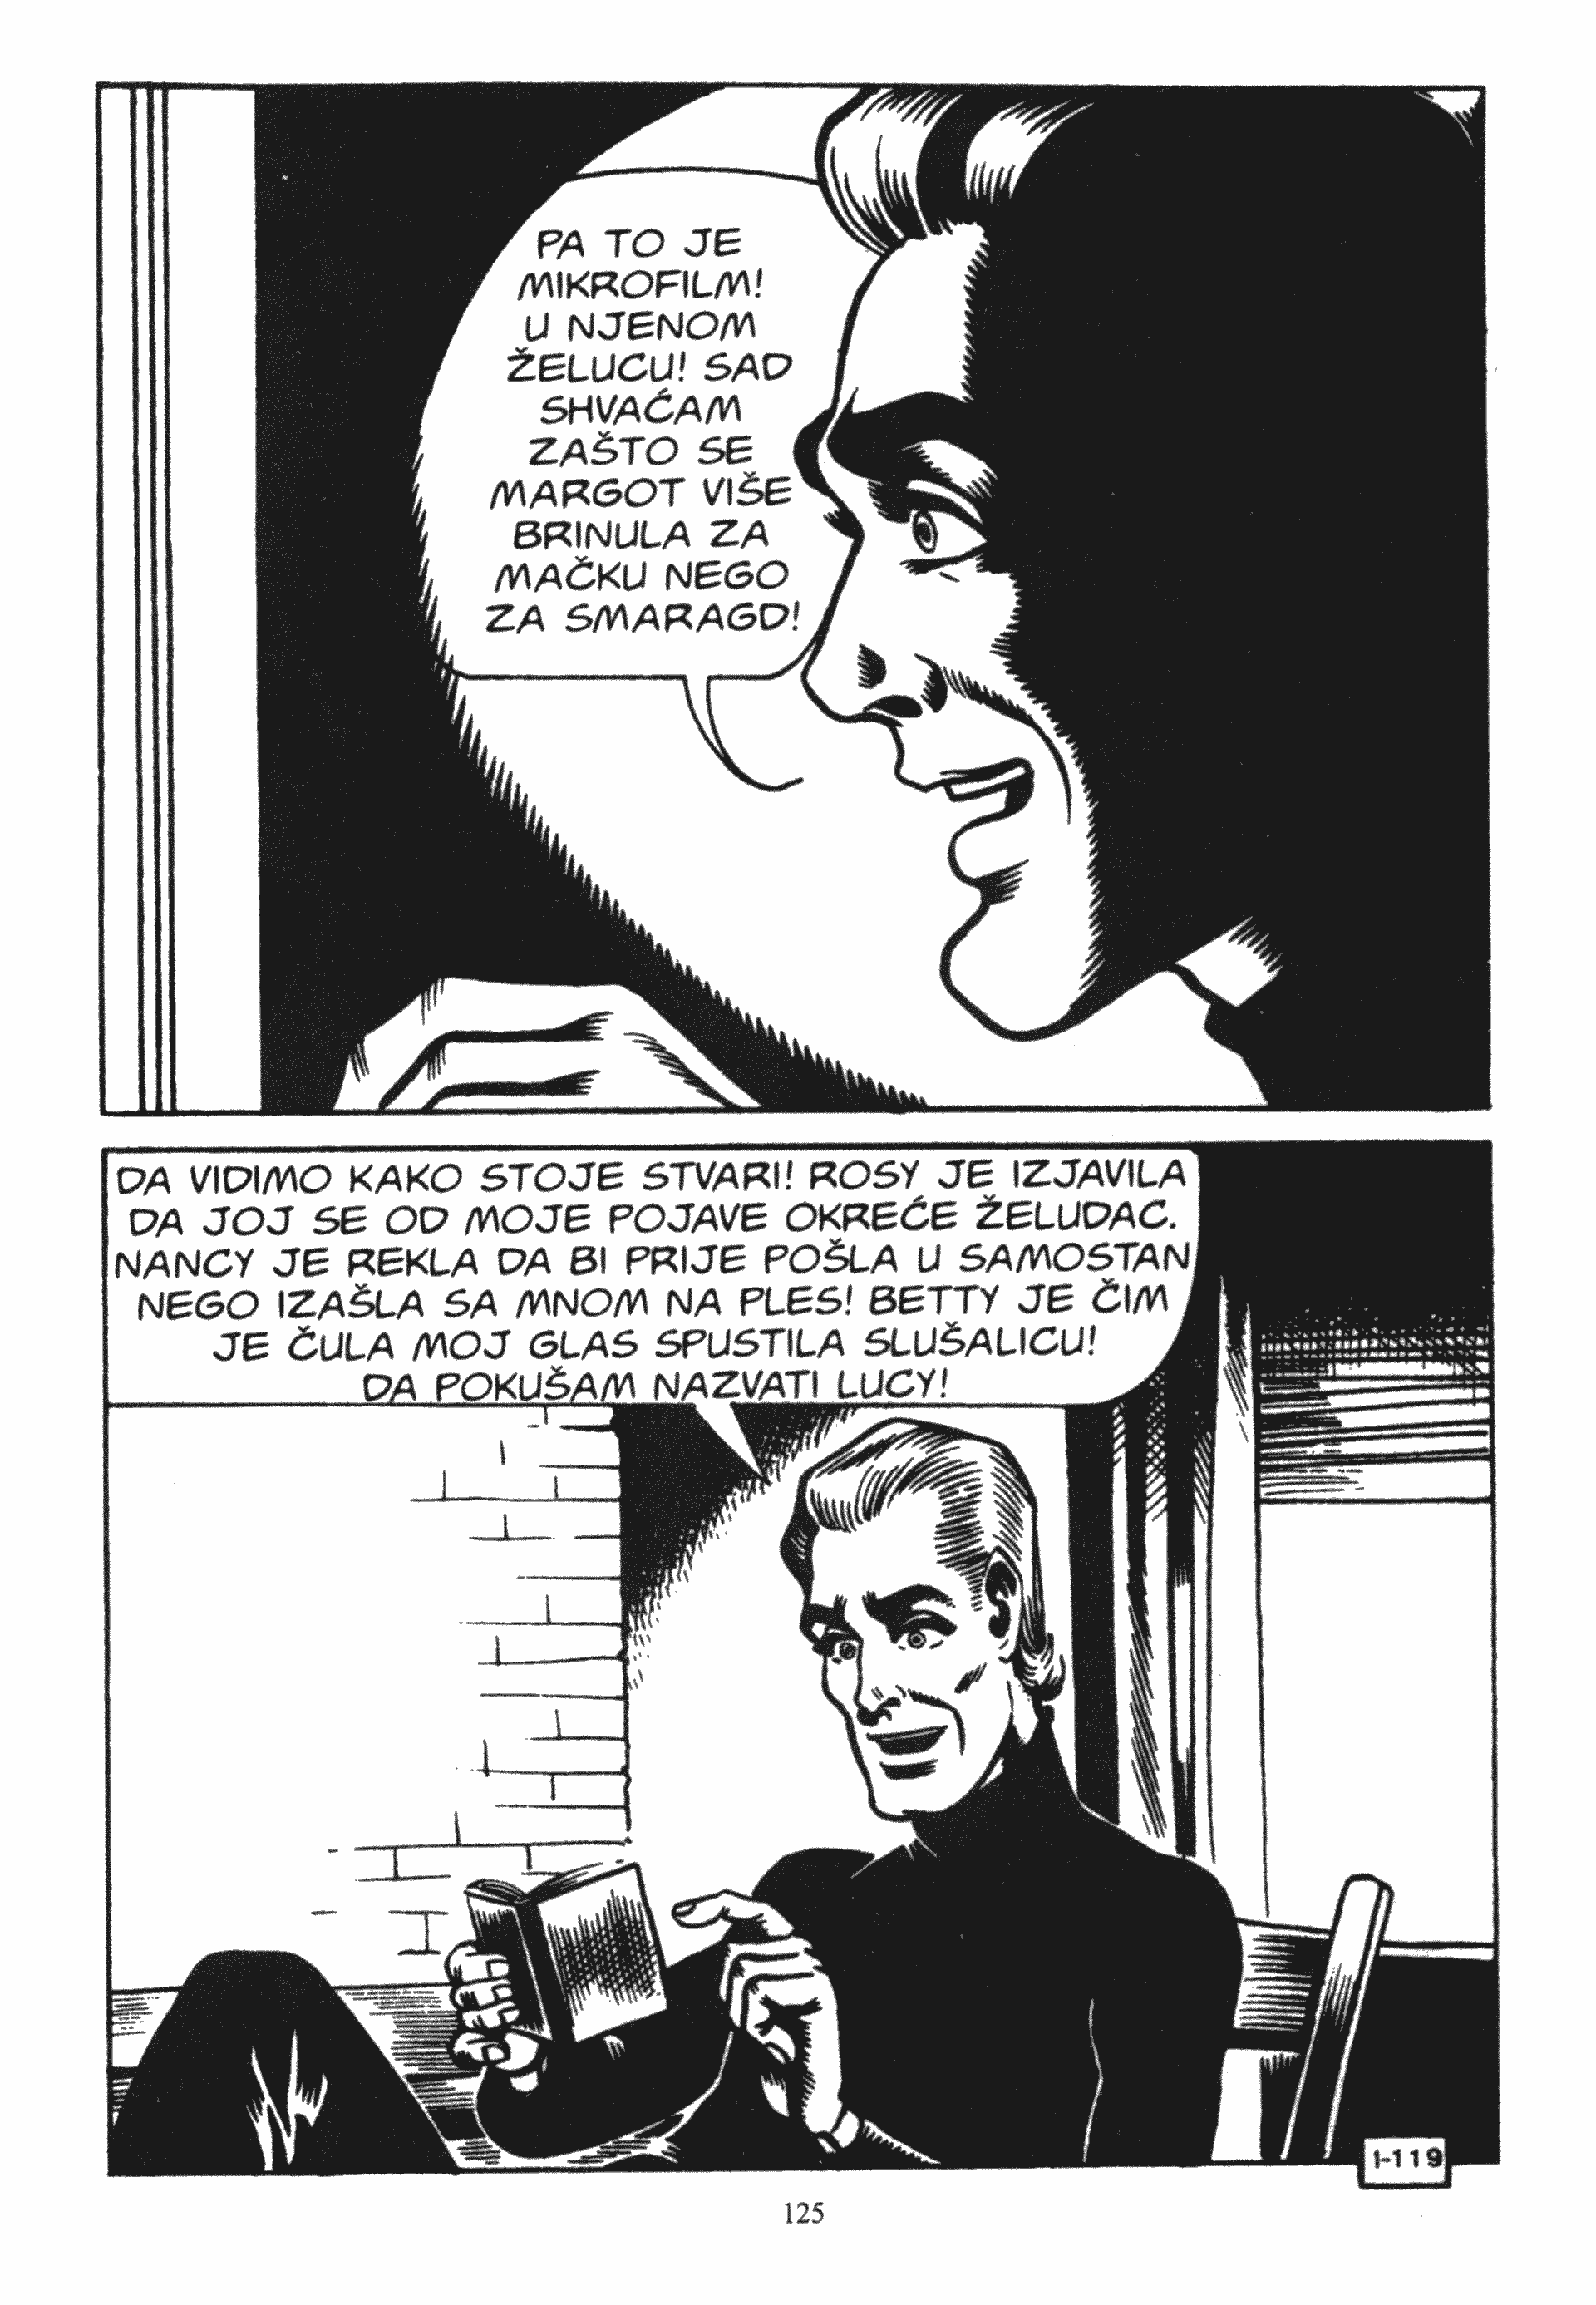 PA TO JE
MIKROFILM!
U NJENOM
ŽELUCU! SAD
SHVAĆAM
ZAŠTO SE
MARGOT VIŠE
BRINULA ZA
MAČKU NEGO
ZA SMARAGD!
DA VIDIMO KAKO STOJE STVARI! ROSY JE IZJAVILA
DA JOJ SE OD MOJE POJAVE OKREĆE ŽELUDAC.
NANCY JE REKLA DA BI PRIJE POŠLA U SAMOSTAN
NEGO IZAŠLA SA MNOM NA PLES! BETTY JE ČIM
JE ČULA MOJ GLAS SPUSTILA SLUŠALICU!
DA POKUŠAM NAZVATI LUCY!
I-119
125